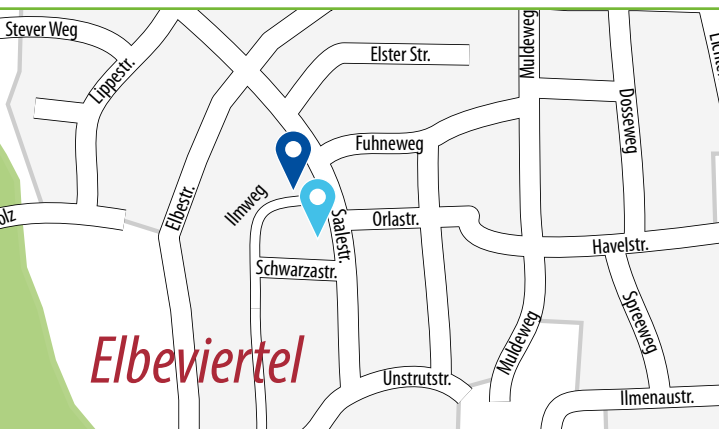 Stever Weg
Lippestr.
Elster Str.
Muldeweg
Dosseweg
Fuhneweg
Ilmweg
Elbestr.
Saalestr.
Orlastr.
Havelstr.
Schwarzastr.
Spreeweg
Muldeweg
Elbeviertel
Unstrutstr.
Ilmenaustr.